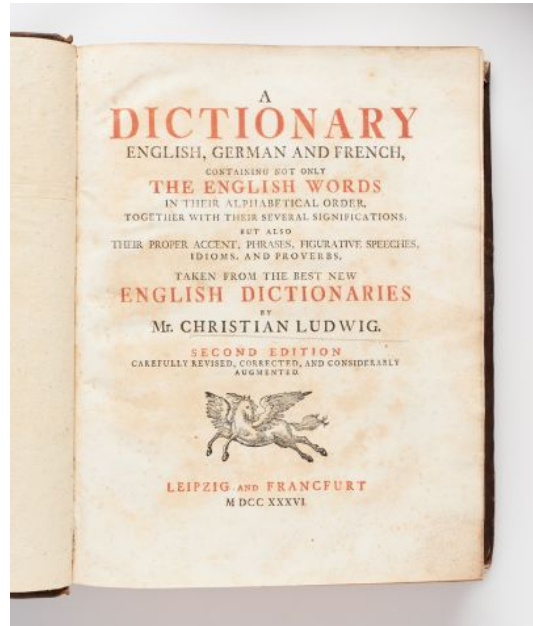 A
DICTIONARY
ENGLISH, GERMAN AND FRENCH,
CONTAINING NOT ONLY
THE ENGLISH WORDS
IN THEIR ALPHABETICAL ORDER,
TOGETHER WITH THEIR SEVERAL SIGNIFICATIONS;
BUT ALSO
THEIR PROPER ACCENT, PHRASES, FIGURATIVE SPEECHES,
IDIOMS, AND PROVERBS,
TAKEN FROM THE BEST NEW
ENGLISH DICTIONARIES
BY
Mr. CHRISTIAN LUDWIG.
SECOND EDITION
CAREFULLY REVISED, CORRECTED, AND CONSIDERABLY
AUGMENTED.
LEIPZIG AND FRANCFURT
M DCC XXXVI.